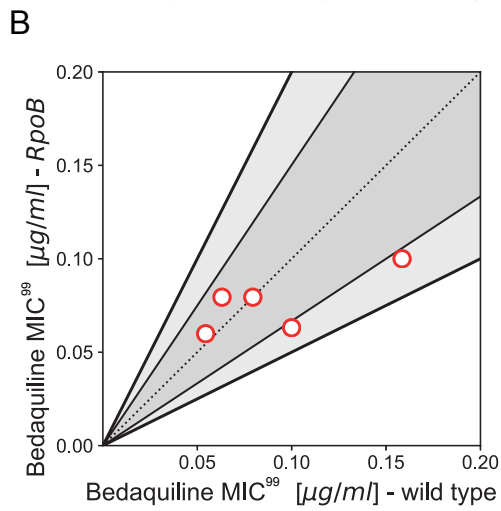 B
Bedaquiline MIC⁹⁹ [µg/ml] - RpoB
0.20
0.15
0.10
0.05
0.00
0.05 0.10 0.15 0.20
Bedaquiline MIC⁹⁹ [µg/ml] - wild type